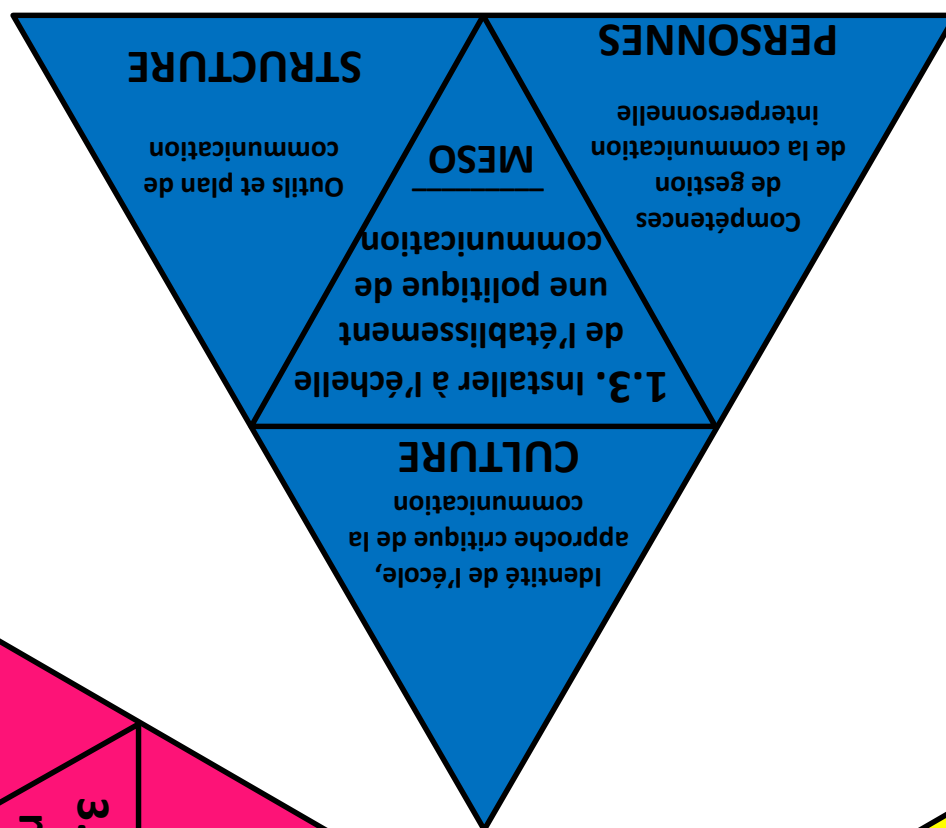 Identité de l'école,
approche critique de la
communication
CULTURE
1.3. Installer à l'échelle
de l'établissement
une politique de
communication
MESO
Compétences
de gestion
de la communication
interpersonnelle
PERSONNES
Outils et plan de
communication
STRUCTURE
3.